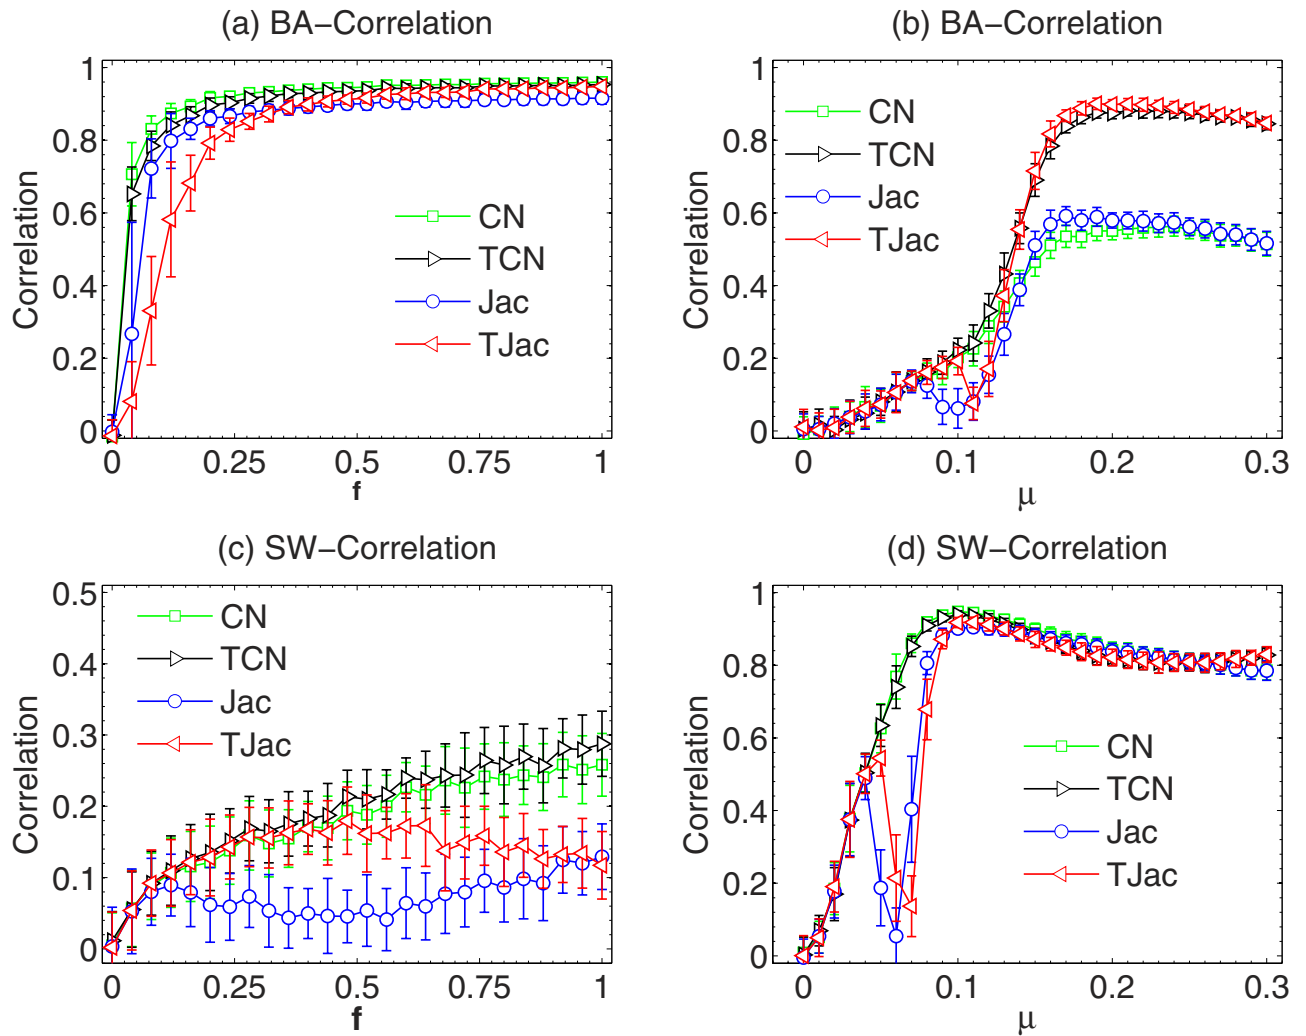 (a) BA−Correlation
1
0.8
0.6
0.4
0.2
0
Correlation
CN
TCN
Jac
TJac
0 0.25 0.5 0.75 1
f
(b) BA−Correlation
1
0.8
0.6
0.4
0.2
0
Correlation
CN
TCN
Jac
TJac
0 0.1 0.2 0.3
μ
(c) SW−Correlation
0.5
0.4
0.3
0.2
0.1
0
Correlation
CN
TCN
Jac
TJac
0 0.25 0.5 0.75 1
f
(d) SW−Correlation
1
0.8
0.6
0.4
0.2
0
Correlation
CN
TCN
Jac
TJac
0 0.1 0.2 0.3
μ